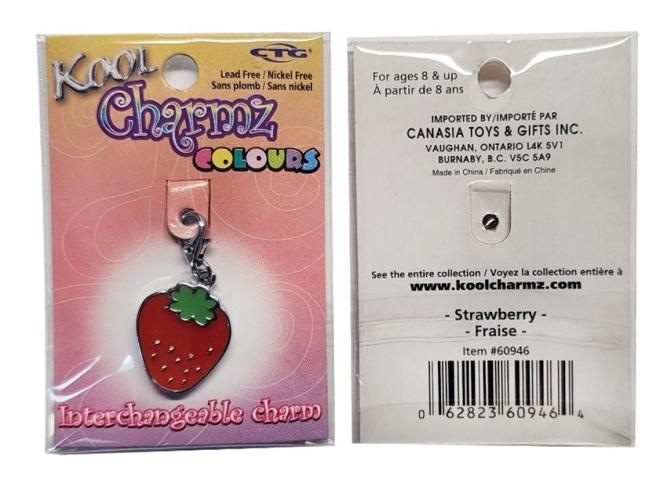 KOOL
CTG®
Lead Free / Nickel Free
Sans plomb / Sans nickel
Charmz
COLOURS
Interchangeable charm
For ages 8 & up
À partir de 8 ans
IMPORTED BY/IMPORTÉ PAR
CANASIA TOYS & GIFTS INC.
VAUGHAN, ONTARIO L4K 5V1
BURNABY, B.C. V5C 5A9
Made in China / Fabriqué en Chine
See the entire collection / Voyez la collection entière à
www.koolcharmz.com
- Strawberry -
- Fraise -
Item #60946
0 62823 60946 4